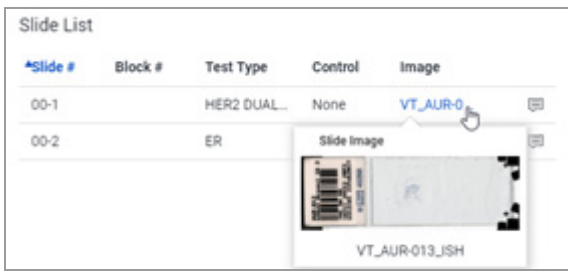 Slide List
Slide # Block # Test Type Control Image
00-1 HER2 DUAL... None VT_AUR-0
00-2 ER
Slide Image
VT_AUR-013_ISH